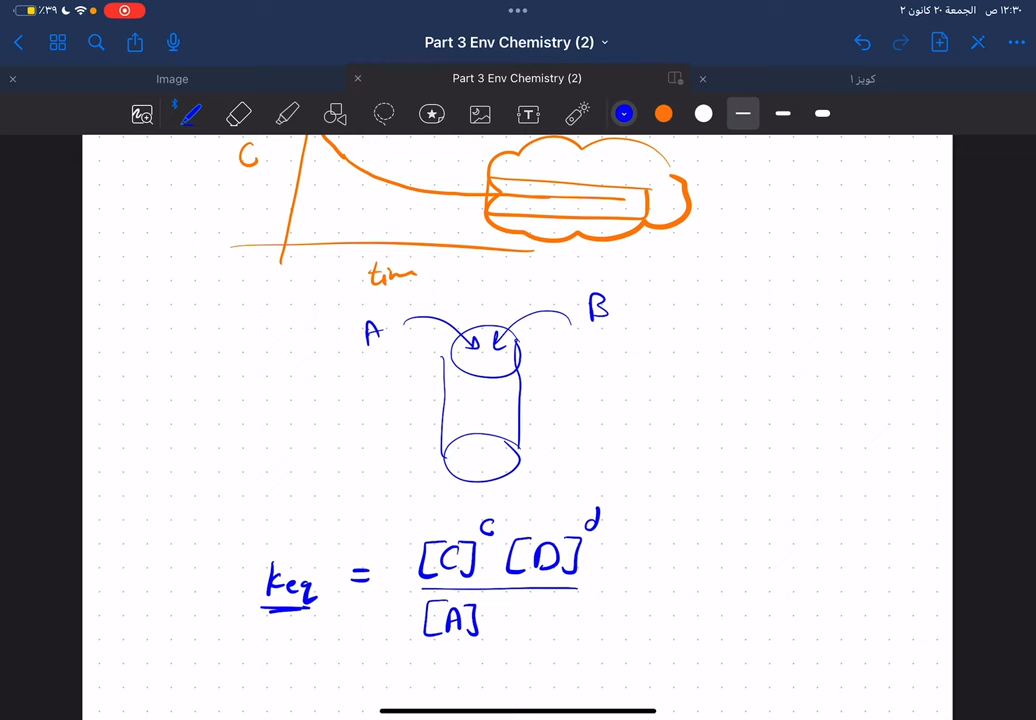 ٪٣٩ ١٢:٣٠ ص الجمعة ٢٠ كانون ٢
Part 3 Env Chemistry (2)
Image Part 3 Env Chemistry (2) كويز ١
C
time
A B
keq = [C]^c [D]^d
[A]